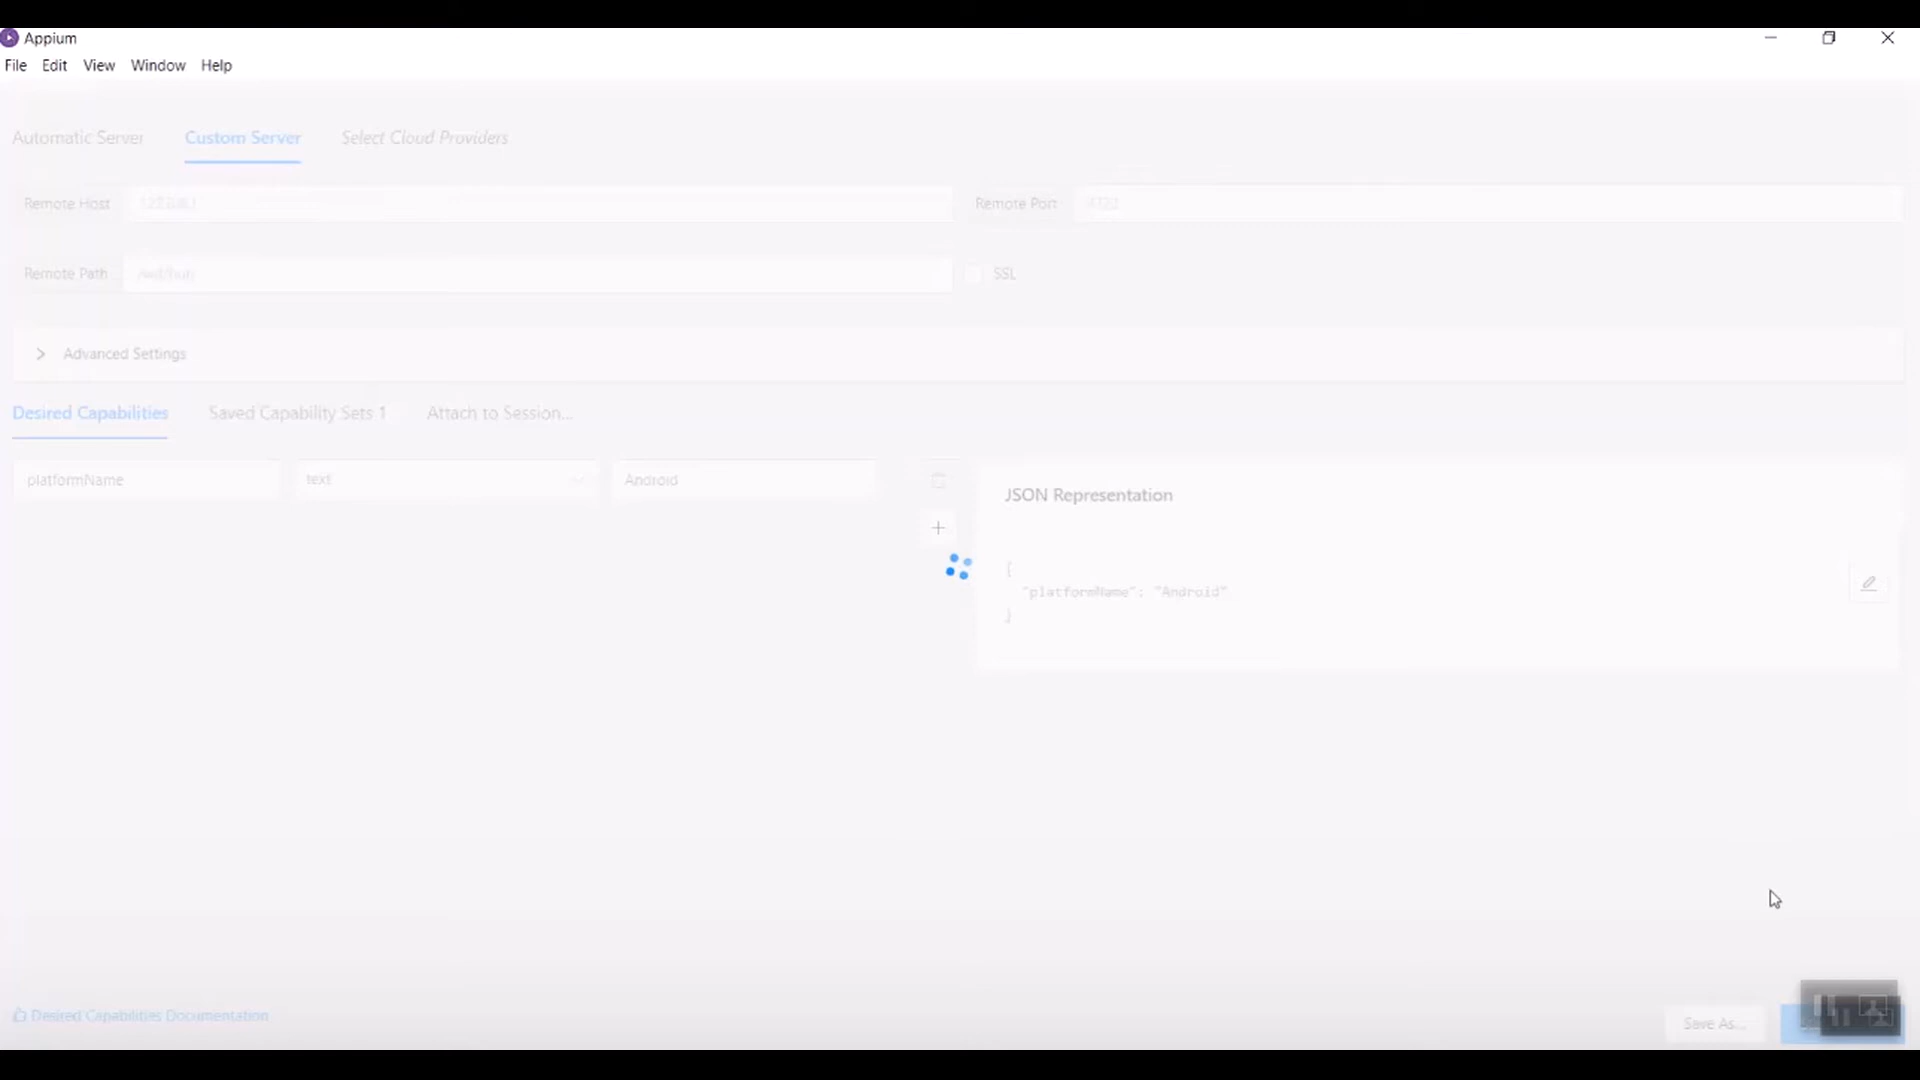 Appium
File Edit View Window Help
Automatic Server Custom Server Select Cloud Providers
Remote Host Remote Port
Remote Path SSL
Advanced Settings
Desired Capabilities Saved Capability Sets 1 Attach to Session...
platformName text Android
JSON Representation
{
"platformName": "Android"
}
Desired Capabilities Documentation
Save As...